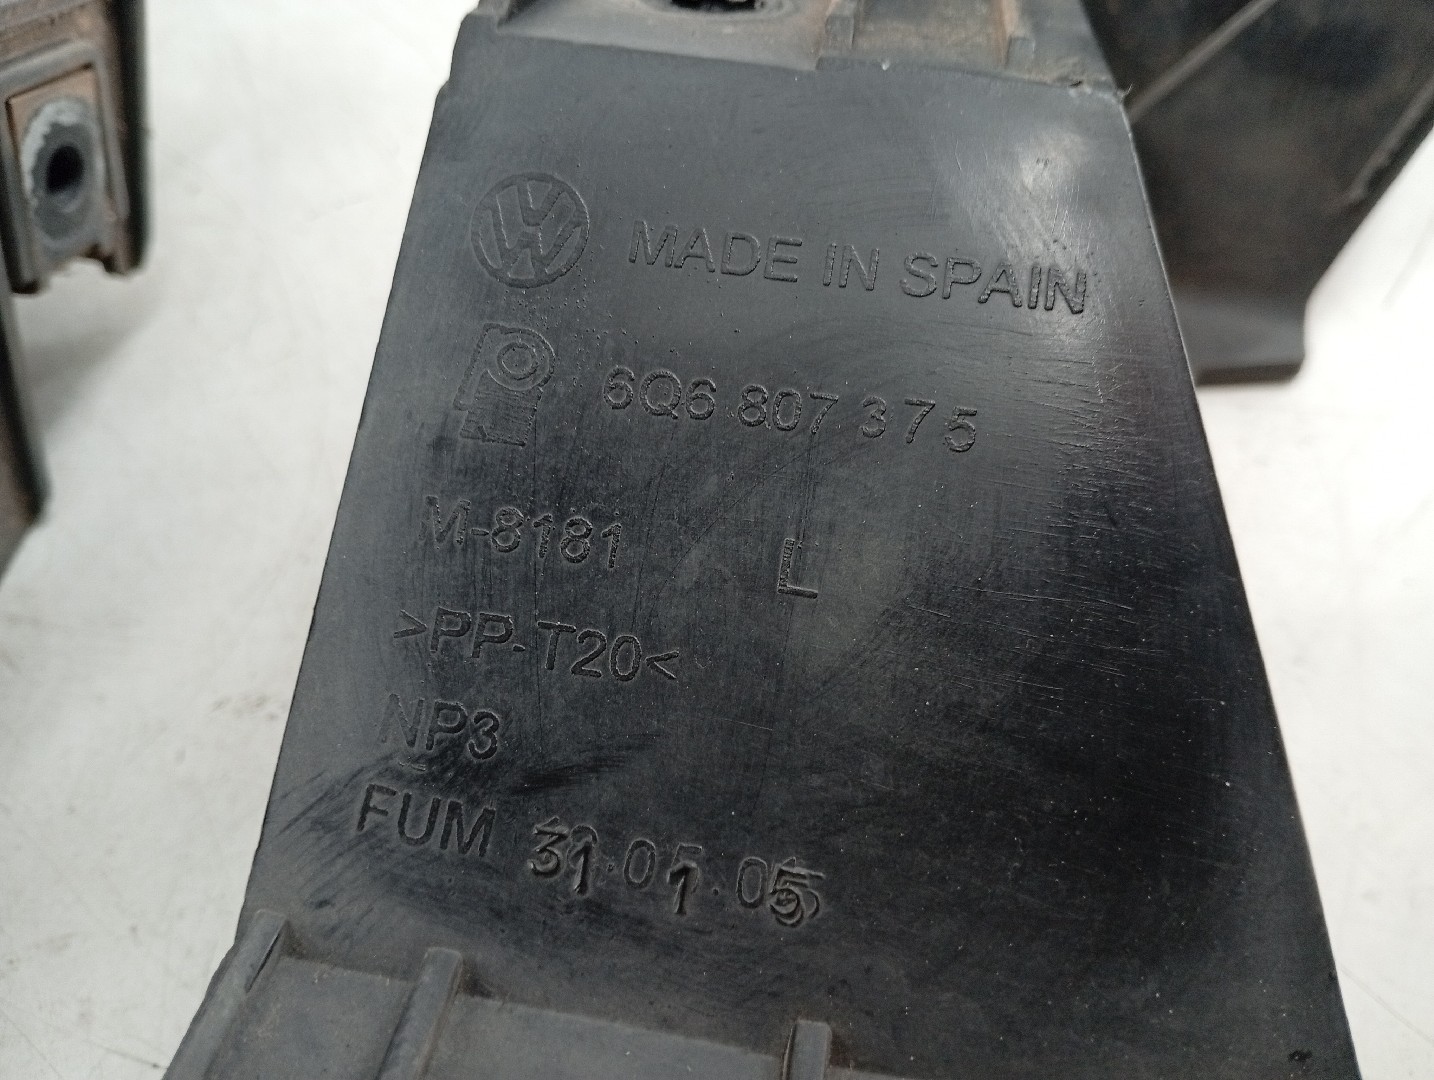 MADE IN SPAIN
6Q6 807 375
M-8181 L
>PP-T20<
NP3
FUM 31.01.05